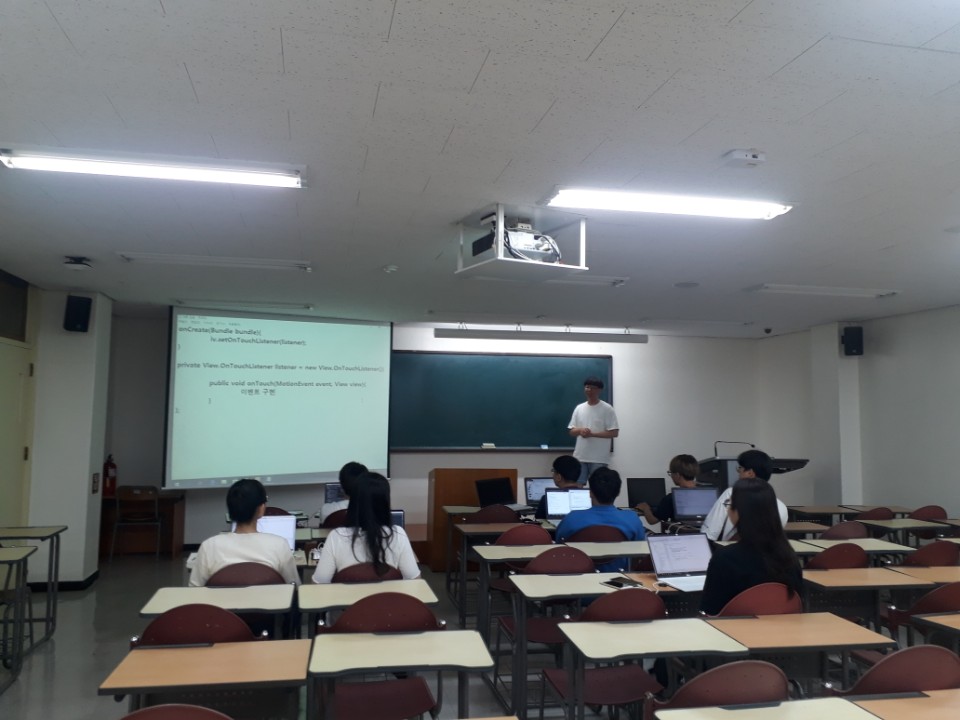 onCreate(Bundle bundle){
iv.setOnTouchListener(listener);
}
private View.OnTouchListener listener = new View.OnTouchListener(){
public void onTouch(MotionEvent event, View view){
이벤트 구현
}
};